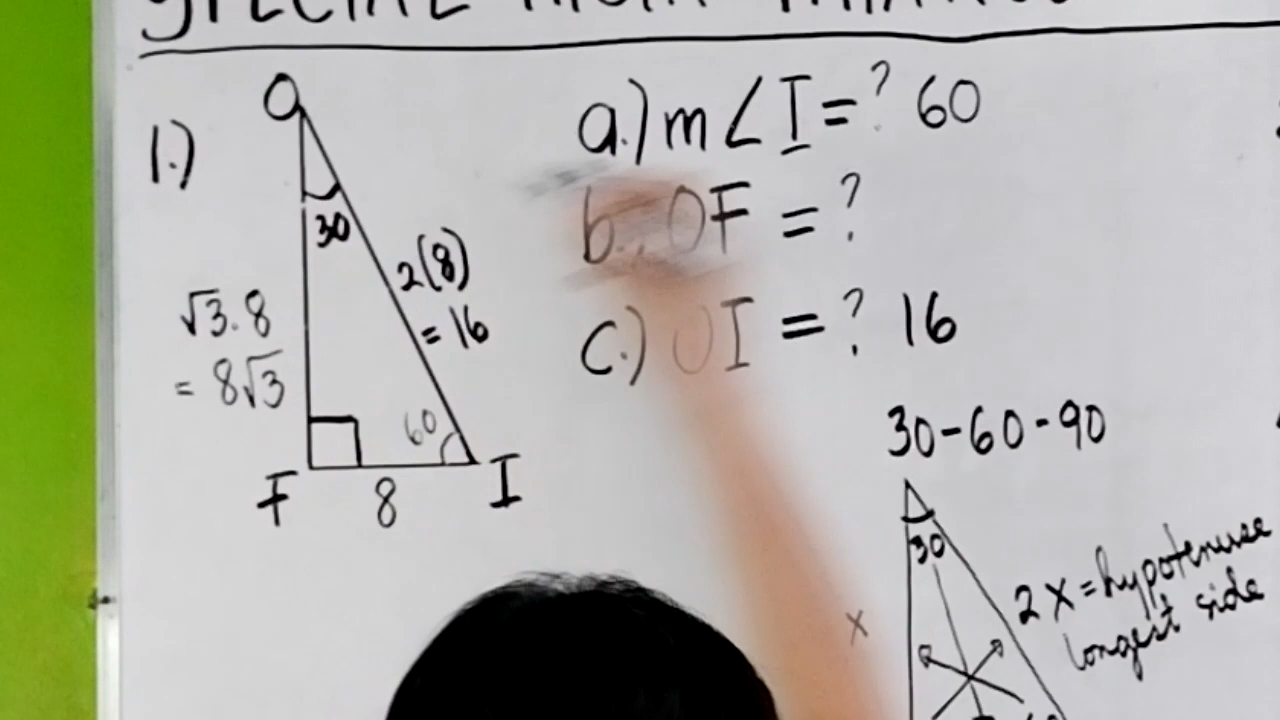 1.)
O
30
2(8)
= 16
√3.8
= 8√3
60
F
8
I
a.) m∠I = ? 60
b.) OF = ?
c.) OI = ? 16
30-60-90
30
2x = hypotenuse
longest side
x